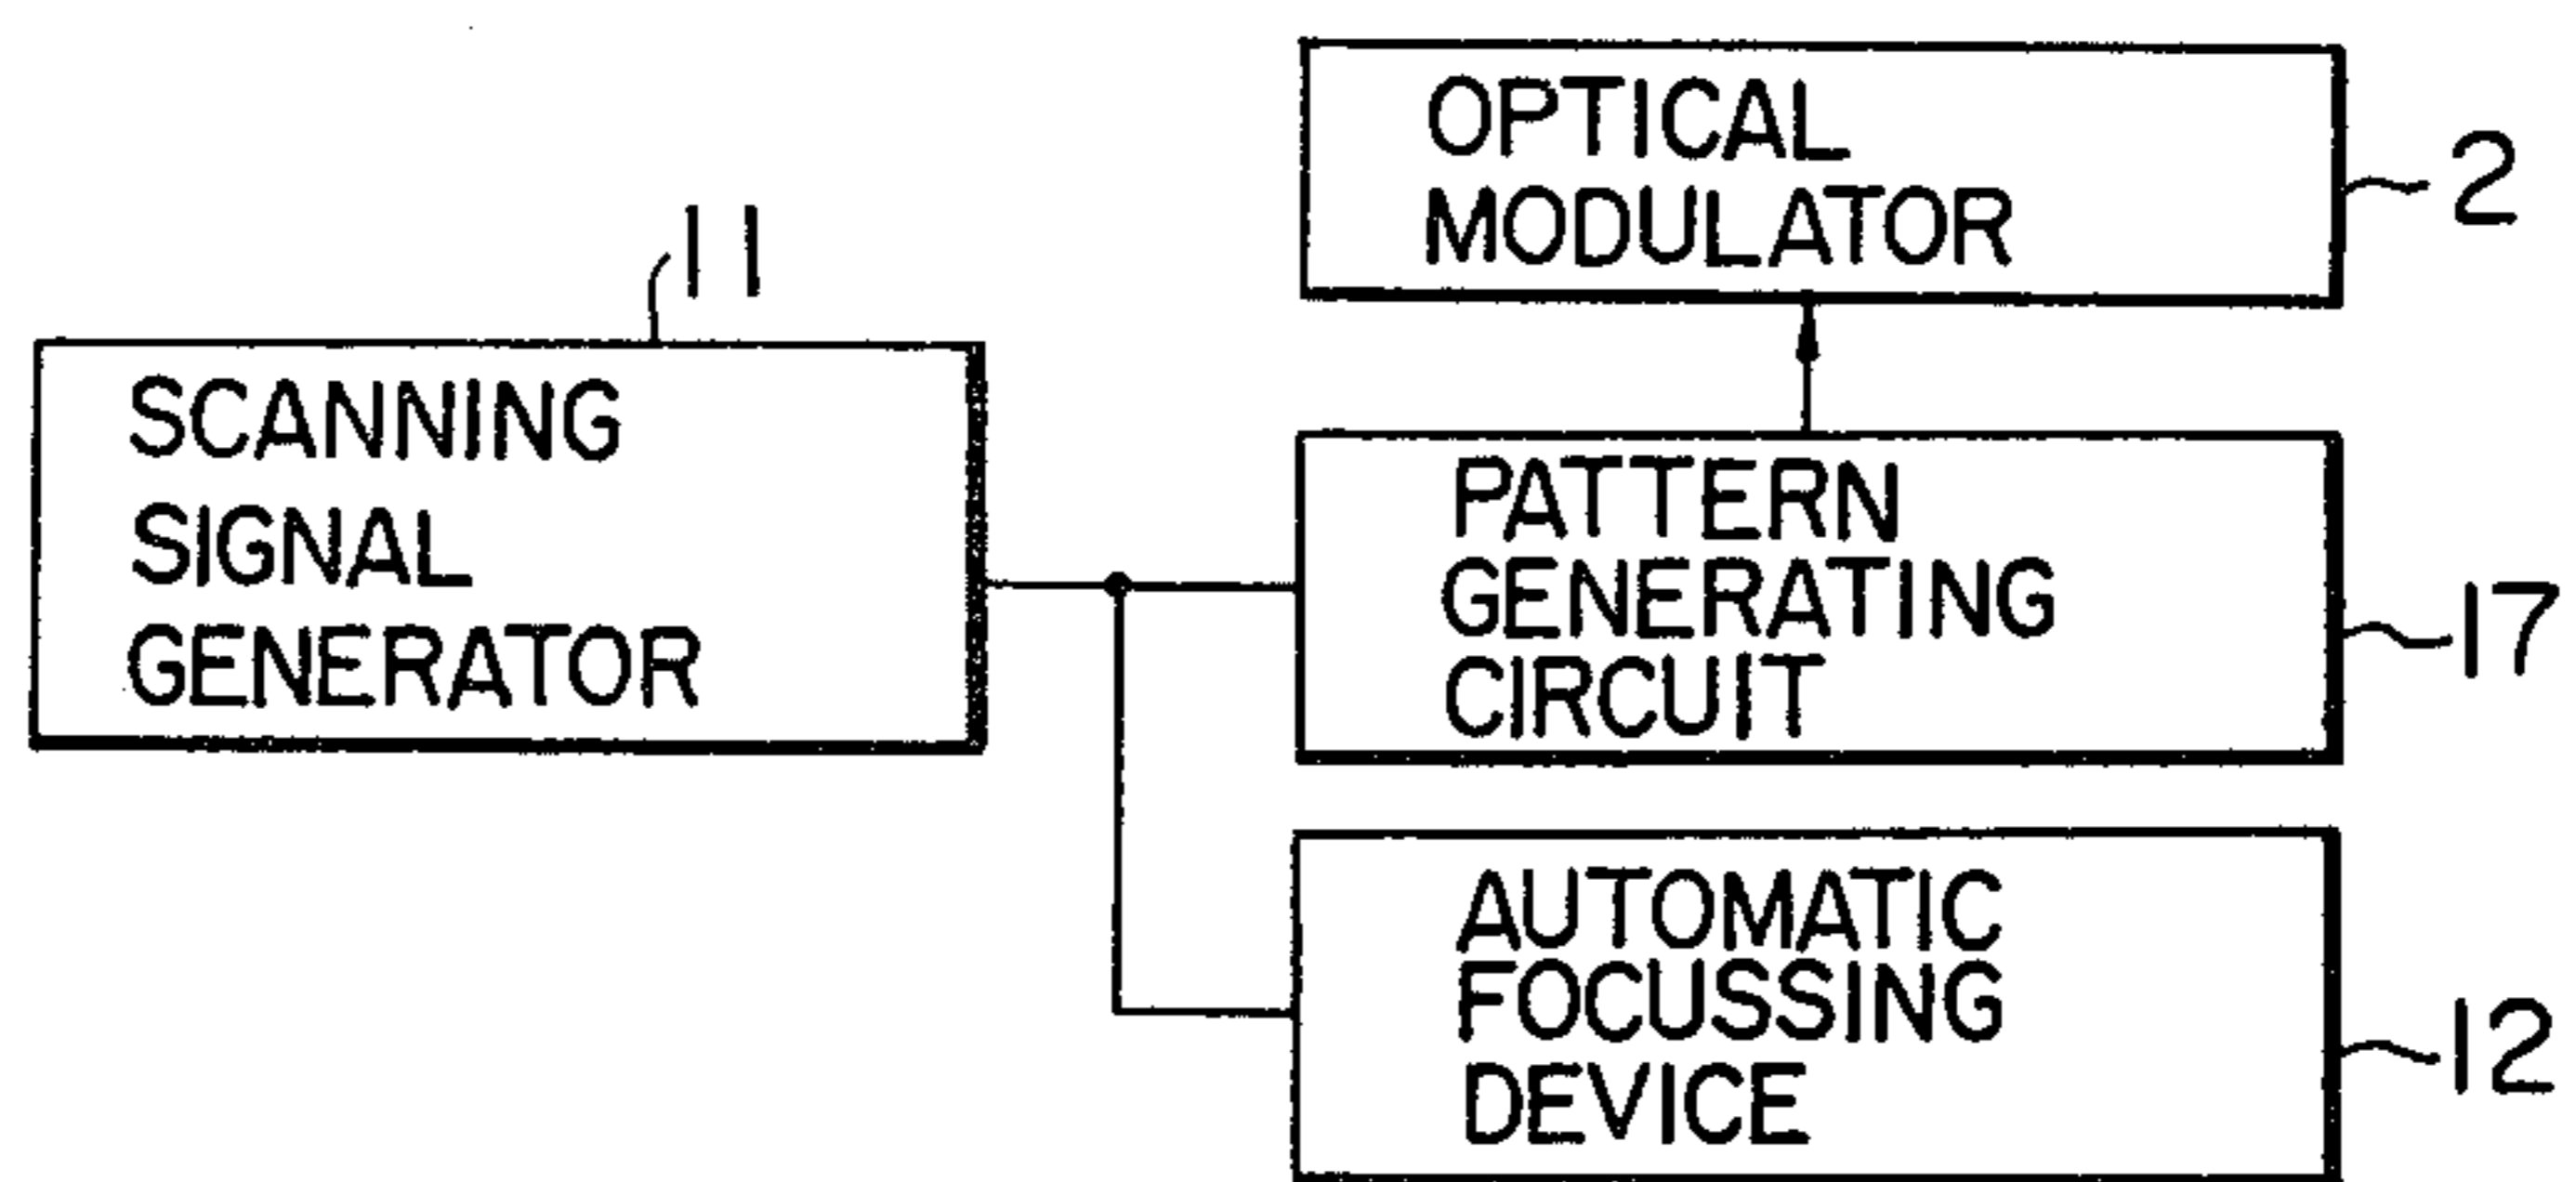 11
SCANNING
SIGNAL
GENERATOR
OPTICAL
MODULATOR
2
PATTERN
GENERATING
CIRCUIT
17
AUTOMATIC
FOCUSSING
DEVICE
12